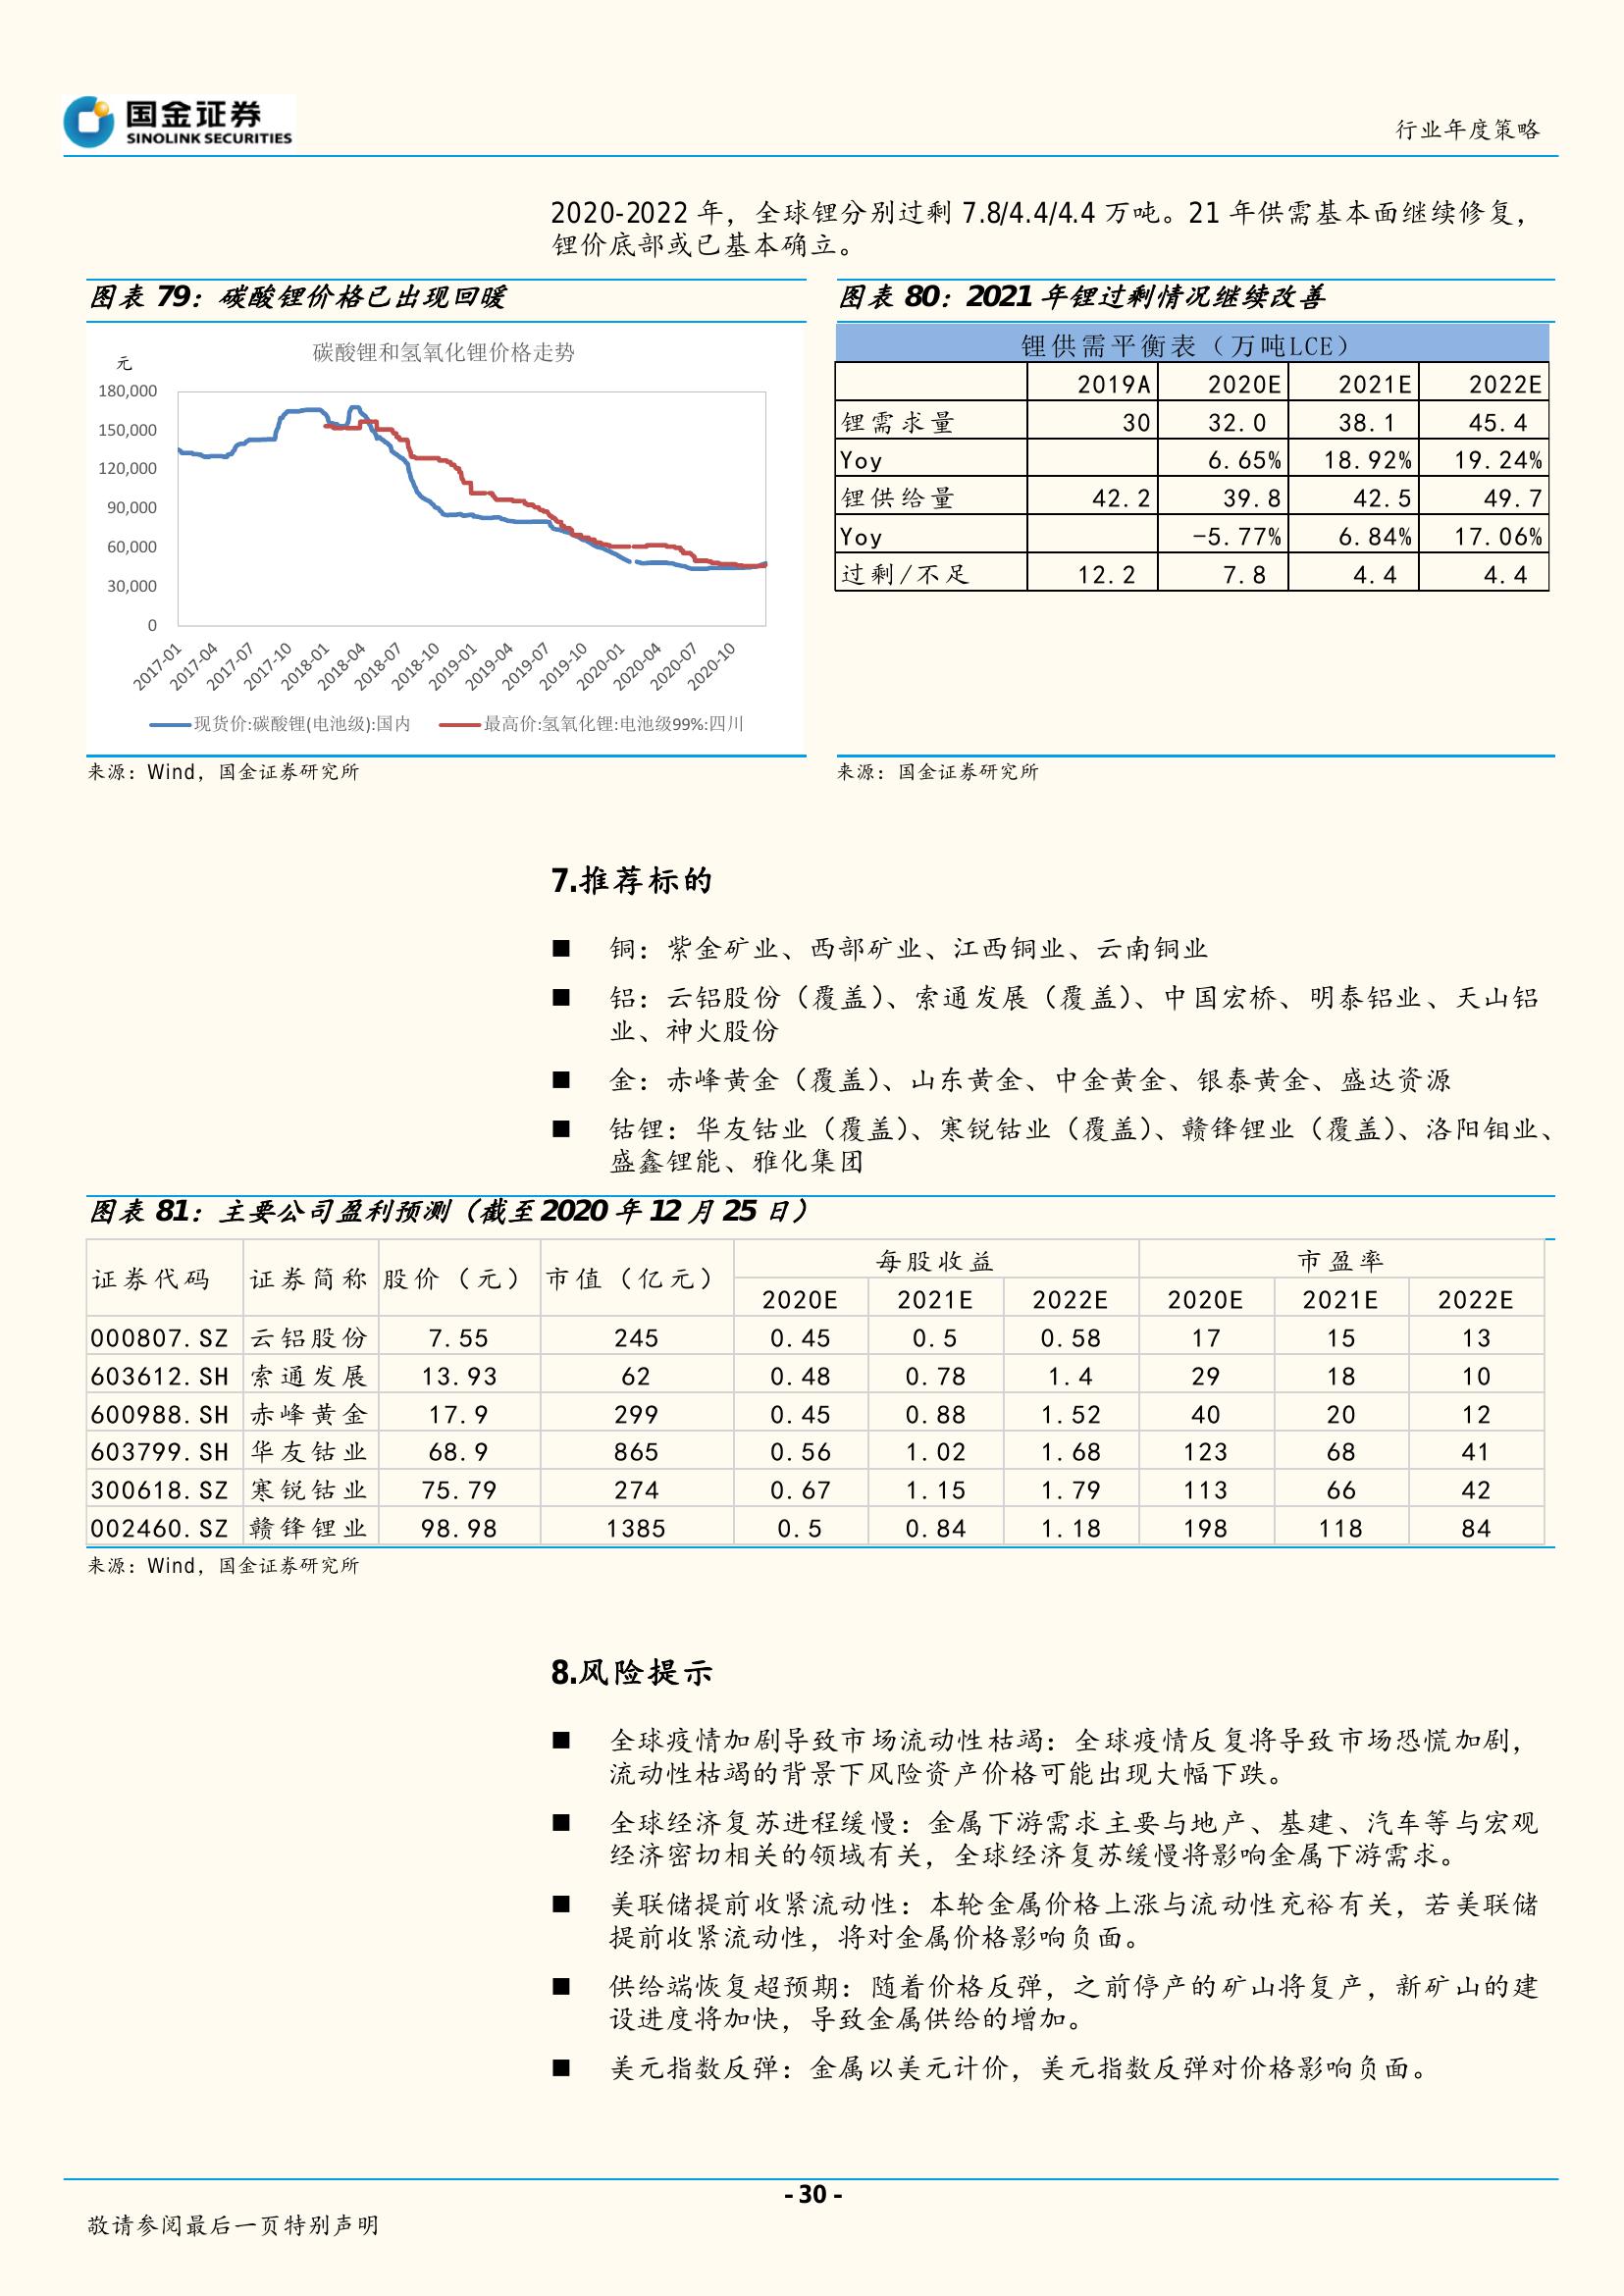 国金证券
SINOLINK SECURITIES
行业年度策略
2020-2022 年，全球锂分别过剩 7.8/4.4/4.4 万吨。21 年供需基本面继续修复，
锂价底部或已基本确立。
图表 79：碳酸锂价格已出现回暖
碳酸锂和氢氧化锂价格走势
元
180,000
150,000
120,000
90,000
60,000
30,000
0
2017-01 2017-04 2017-07 2017-10 2018-01 2018-04 2018-07 2018-10 2019-01 2019-04 2019-07 2019-10 2020-01 2020-04 2020-07 2020-10
现货价:碳酸锂(电池级):国内 最高价:氢氧化锂:电池级99%:四川
来源：Wind，国金证券研究所
图表 80：2021 年锂过剩情况继续改善
锂供需平衡表（万吨LCE）
2019A 2020E 2021E 2022E
锂需求量 30 32.0 38.1 45.4
Yoy 6.65% 18.92% 19.24%
锂供给量 42.2 39.8 42.5 49.7
Yoy -5.77% 6.84% 17.06%
过剩/不足 12.2 7.8 4.4 4.4
来源：国金证券研究所
7.推荐标的
■ 铜：紫金矿业、西部矿业、江西铜业、云南铜业
■ 铝：云铝股份（覆盖）、索通发展（覆盖）、中国宏桥、明泰铝业、天山铝
业、神火股份
■ 金：赤峰黄金（覆盖）、山东黄金、中金黄金、银泰黄金、盛达资源
■ 钴锂：华友钴业（覆盖）、寒锐钴业（覆盖）、赣锋锂业（覆盖）、洛阳钼业、
盛鑫锂能、雅化集团
图表 81：主要公司盈利预测（截至2020 年 12 月 25 日）
证券代码 证券简称 股价（元） 市值（亿元） 每股收益 市盈率
2020E 2021E 2022E 2020E 2021E 2022E
000807.SZ 云铝股份 7.55 245 0.45 0.5 0.58 17 15 13
603612.SH 索通发展 13.93 62 0.48 0.78 1.4 29 18 10
600988.SH 赤峰黄金 17.9 299 0.45 0.88 1.52 40 20 12
603799.SH 华友钴业 68.9 865 0.56 1.02 1.68 123 68 41
300618.SZ 寒锐钴业 75.79 274 0.67 1.15 1.79 113 66 42
002460.SZ 赣锋锂业 98.98 1385 0.5 0.84 1.18 198 118 84
来源：Wind，国金证券研究所
8.风险提示
■ 全球疫情加剧导致市场流动性枯竭：全球疫情反复将导致市场恐慌加剧，
流动性枯竭的背景下风险资产价格可能出现大幅下跌。
■ 全球经济复苏进程缓慢：金属下游需求主要与地产、基建、汽车等与宏观
经济密切相关的领域有关，全球经济复苏缓慢将影响金属下游需求。
■ 美联储提前收紧流动性：本轮金属价格上涨与流动性充裕有关，若美联储
提前收紧流动性，将对金属价格影响负面。
■ 供给端恢复超预期：随着价格反弹，之前停产的矿山将复产，新矿山的建
设进度将加快，导致金属供给的增加。
■ 美元指数反弹：金属以美元计价，美元指数反弹对价格影响负面。
- 30 -
敬请参阅最后一页特别声明